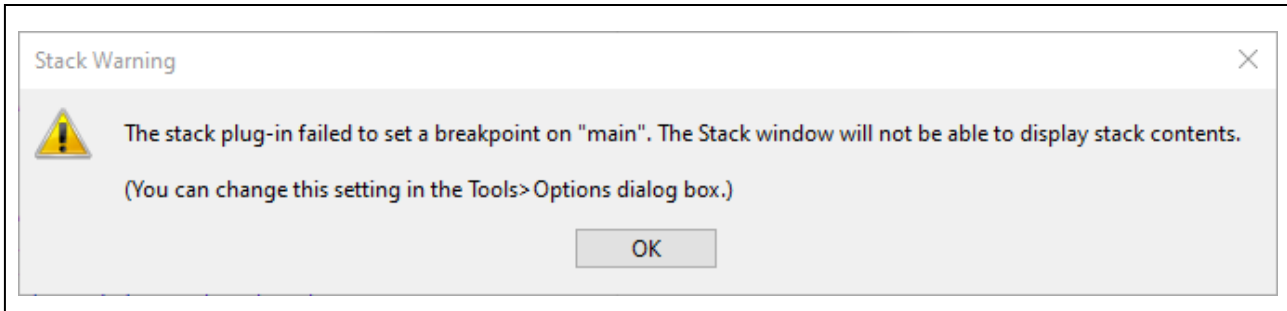 Stack Warning
The stack plug-in failed to set a breakpoint on "main". The Stack window will not be able to display stack contents.
(You can change this setting in the Tools>Options dialog box.)
OK